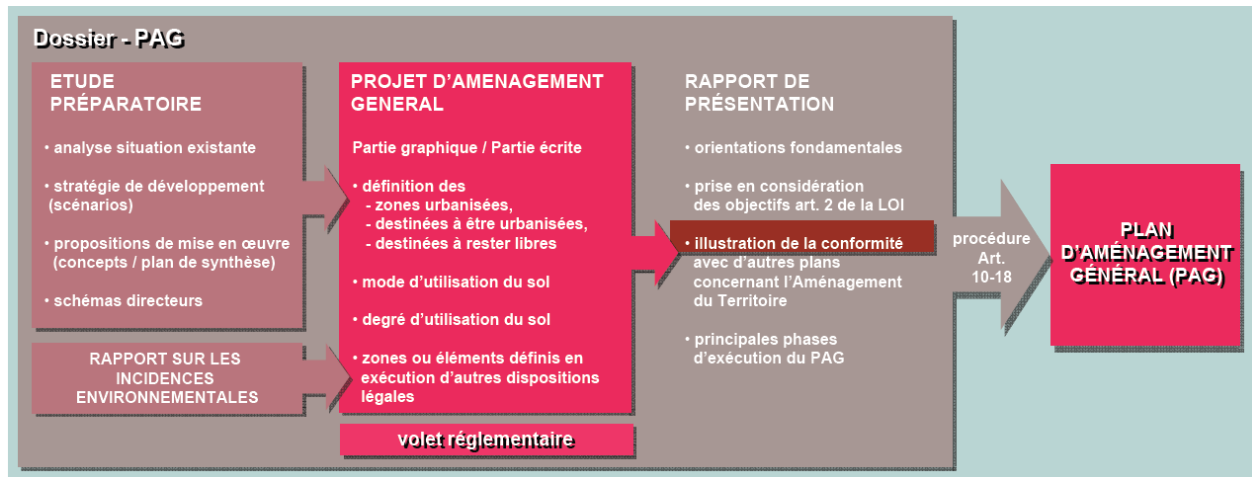 Dossier - PAG
ETUDE
PRÉPARATOIRE
• analyse situation existante
• stratégie de développement
(scénarios)
• propositions de mise en œuvre
(concepts / plan de synthèse)
• schémas directeurs
RAPPORT SUR LES
INCIDENCES
ENVIRONNEMENTALES
PROJET D'AMENAGEMENT
GENERAL
Partie graphique / Partie écrite
• définition des
- zones urbanisées,
- destinées à être urbanisées,
- destinées à rester libres
• mode d'utilisation du sol
• degré d'utilisation du sol
• zones ou éléments définis en
exécution d'autres dispositions
légales
volet réglementaire
RAPPORT DE
PRÉSENTATION
• orientations fondamentales
• prise en considération
des objectifs art. 2 de la LOI
• illustration de la conformité
avec d'autres plans
concernant l'Aménagement
du Territoire
• principales phases
d'exécution du PAG
procédure
Art.
10-18
PLAN
D'AMÉNAGEMENT
GÉNÉRAL (PAG)